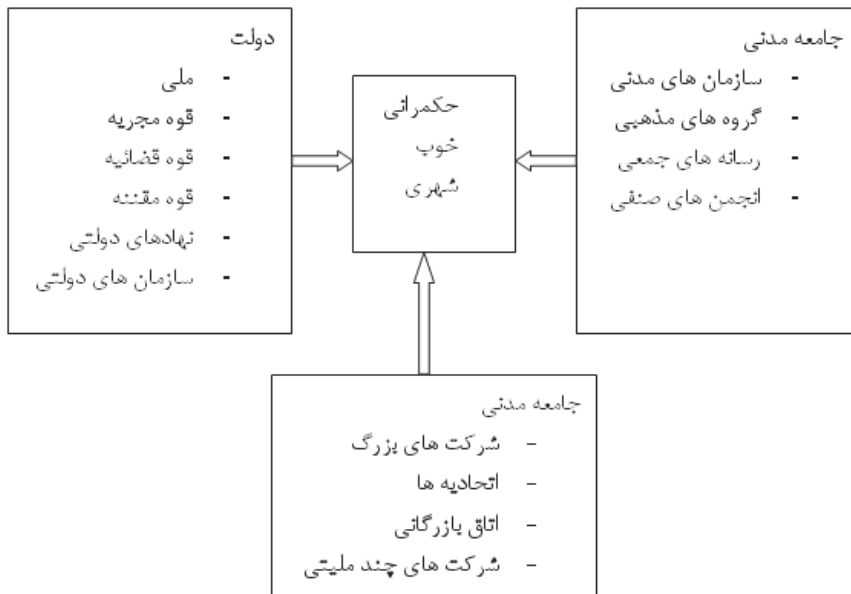 جامعه مدنی
- سازمان های مدنی
- گروه های مذهبی
- رسانه های جمعی
- انجمن های صنفی
حکمرانی
خوب
شهری
دولت
- ملی
- قوه مجریه
- قوه قضائیه
- قوه مقننه
- نهادهای دولتی
- سازمان های دولتی
جامعه مدنی
- شرکت های بزرگ
- اتحادیه ها
- اتاق بازرگانی
- شرکت های چند ملیتی